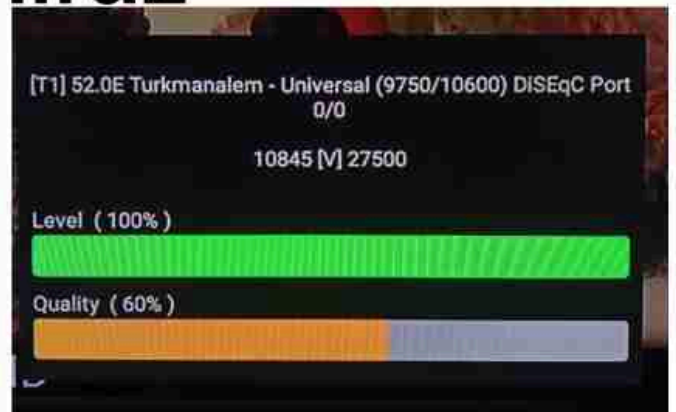 [T1] 52.0E Turkmanalem - Universal (9750/10600) DiSEqC Port
0/0
10845 [V] 27500
Level ( 100% )
Quality ( 60% )